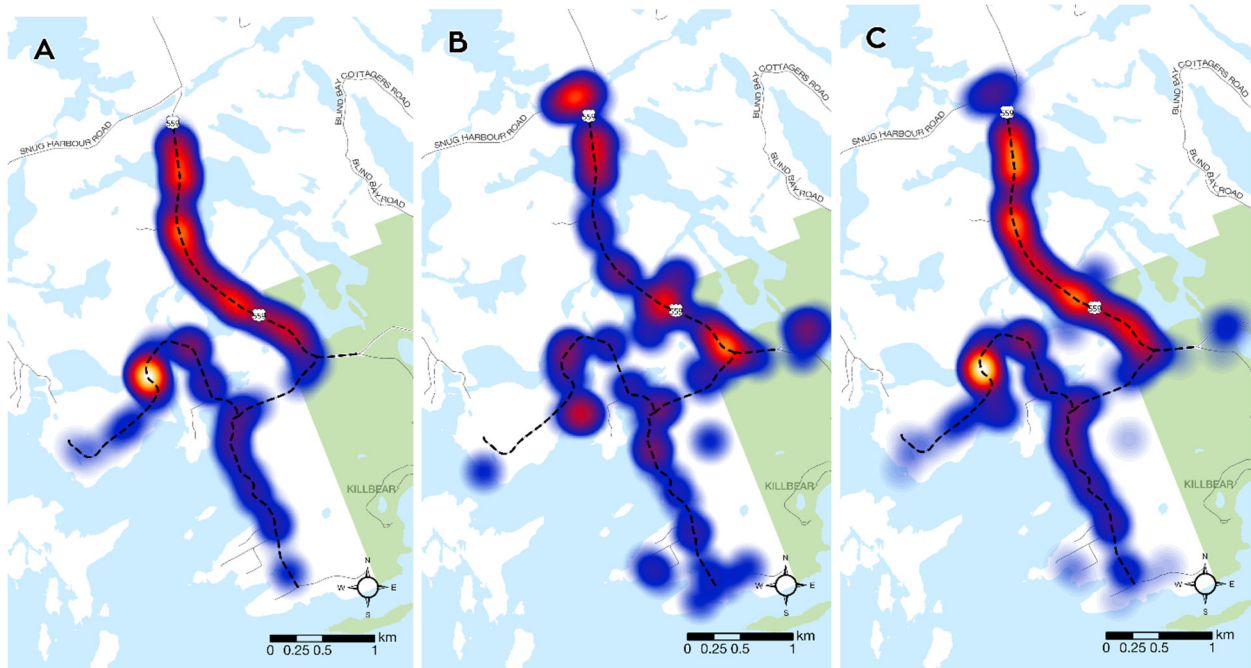 A
559
SNUG HARBOUR ROAD
COTTAGERS ROAD
BLIND BAY
BLIND BAY ROAD
559
KILLBEAR
N
W E
S
km
0 0.25 0.5 1
B
559
SNUG HARBOUR ROAD
COTTAGERS ROAD
BLIND BAY
BLIND BAY ROAD
559
KILLBEAR
N
W E
S
km
0 0.25 0.5 1
C
559
SNUG HARBOUR ROAD
COTTAGERS ROAD
BLIND BAY
BLIND BAY ROAD
559
KILLBEAR
N
W E
S
km
0 0.25 0.5 1